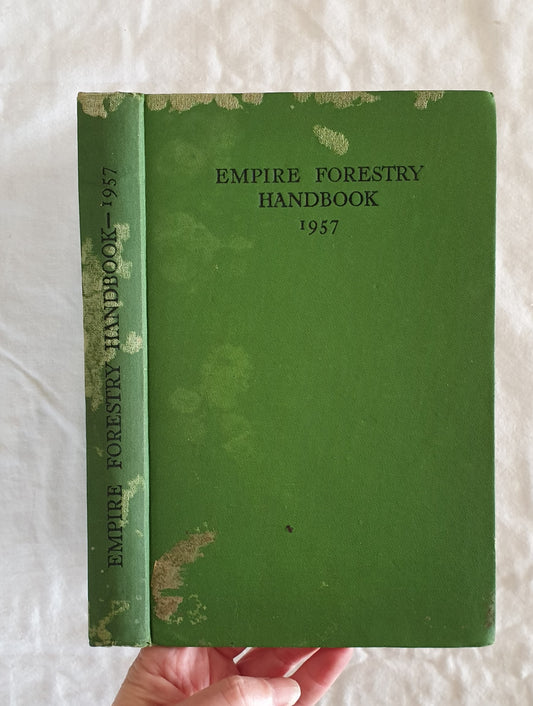 EMPIRE FORESTRY HANDBOOK—1957
EMPIRE FORESTRY
HANDBOOK
1957